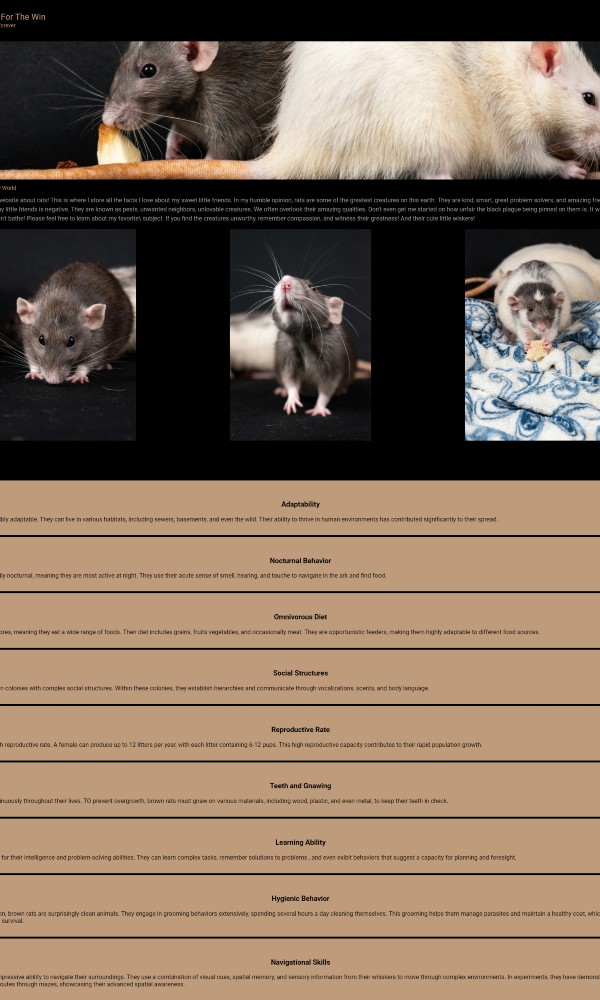 For The Win
Forever
World
website about rats! This is where I store all the facts I love about my sweet little friends. In my humble opinion, rats are some of the greatest creatures on this earth. They are kind, smart, great problem solvers, and amazing
little friends is negative. They are known as pests, unwanted neighbors, unlovable creatures. We often overlook their amazing qualities. Don't even get me started on how unfair the black plague being pinned on them is. It
bathe! Please feel free to learn about my favorite\ subject. If you find the creatures unworthy, remember compassion, and witness their greatness! And their cute little wiskers!
Adaptability
adaptable. They can live in various habitats, including sewers, basements, and even the wild. Their ability to thrive in human environments has contributed significantly to their spread.
Nocturnal Behavior
nocturnal, meaning they are most active at night. They use their acute sense of smell, hearing, and touche to navigate in the ark and find food.
Omnivorous Diet
meaning they eat a wide range of foods. Their diet includes grains, fruits vegetables, and occasionally meat. They are opportunistic feeders, making them highly adaptable to different food sources.
Social Structures
colonies with complex social structures. Within these colonies, they establish hierarchies and communicate through vocalizations, scents, and body language.
Reproductive Rate
reproductive rate. A female can produce up to 12 litters per year, with each litter containing 6-12 pups. This high reproductive capacity contributes to their rapid population growth.
Teeth and Gnawing
throughout their lives. TO prevent overgrowth, brown rats must gnaw on various materials, including wood, plastic, and even metal, to keep their teeth in check.
Learning Ability
for their intelligence and problem-solving abilities. They can learn complex tasks, remember solutions to problems , and even exibit behaviors that suggest a capacity for planning and foresight.
Hygienic Behavior
brown rats are surprisingly clean animals. They engage in grooming behaviors extensively, spending several hours a day cleaning themselves. This grooming helps them manage parasites and maintain a healthy coat,
survival.
Navigational Skills
ability to navigate their surroundings. They use a combination of visual cues, spatial memory, and sensory information from their whiskers to move through complex environments. In experiments, they have
through mazes, showcasing their advanced spatial awareness.